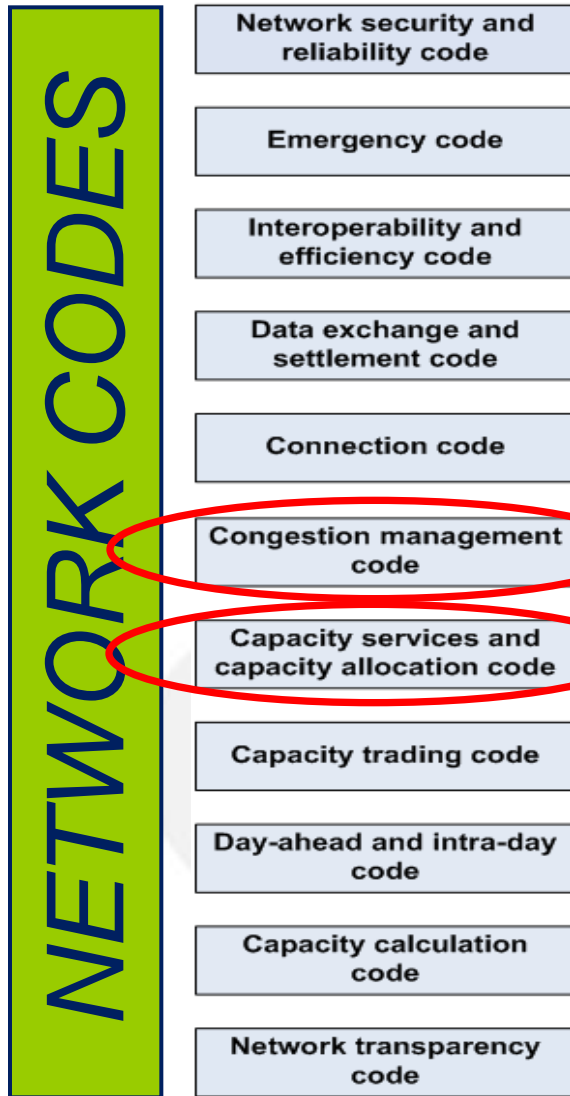 NETWORK CODES
Network security and
reliability code
Emergency code
Interoperability and
efficiency code
Data exchange and
settlement code
Connection code
Congestion management
code
Capacity services and
capacity allocation code
Capacity trading code
Day-ahead and intra-day
code
Capacity calculation
code
Network transparency
code